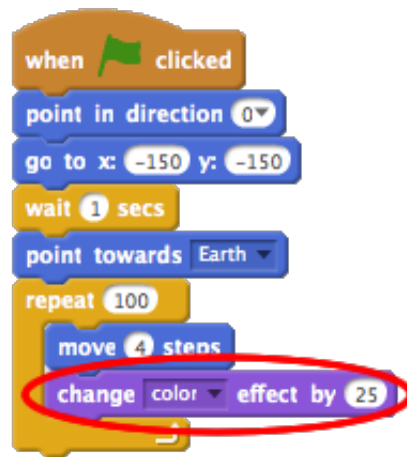 when clicked
point in direction 0
go to x: -150 y: -150
wait 1 secs
point towards Earth
repeat 100
move 4 steps
change color effect by 25